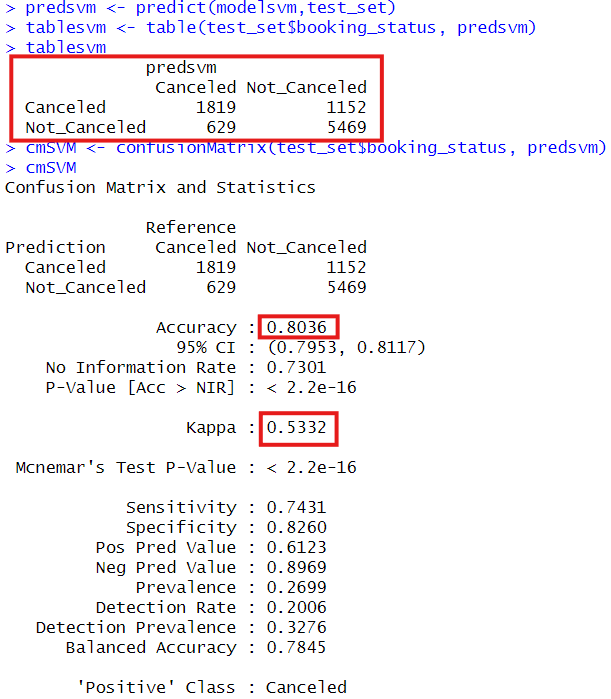 > predsvm <- predict(modelsvm,test_set)
> tablesvm <- table(test_set$booking_status, predsvm)
> tablesvm
predsvm
Canceled Not_Canceled
Canceled 1819 1152
Not_Canceled 629 5469
> cmSVM <- confusionMatrix(test_set$booking_status, predsvm)
> cmSVM
Confusion Matrix and Statistics
Reference
Prediction Canceled Not_Canceled
Canceled 1819 1152
Not_Canceled 629 5469
Accuracy : 0.8036
95% CI : (0.7953, 0.8117)
No Information Rate : 0.7301
P-Value [Acc > NIR] : < 2.2e-16
Kappa : 0.5332
Mcnemar's Test P-Value : < 2.2e-16
Sensitivity : 0.7431
Specificity : 0.8260
Pos Pred Value : 0.6123
Neg Pred Value : 0.8969
Prevalence : 0.2699
Detection Rate : 0.2006
Detection Prevalence : 0.3276
Balanced Accuracy : 0.7845
'Positive' Class : Canceled